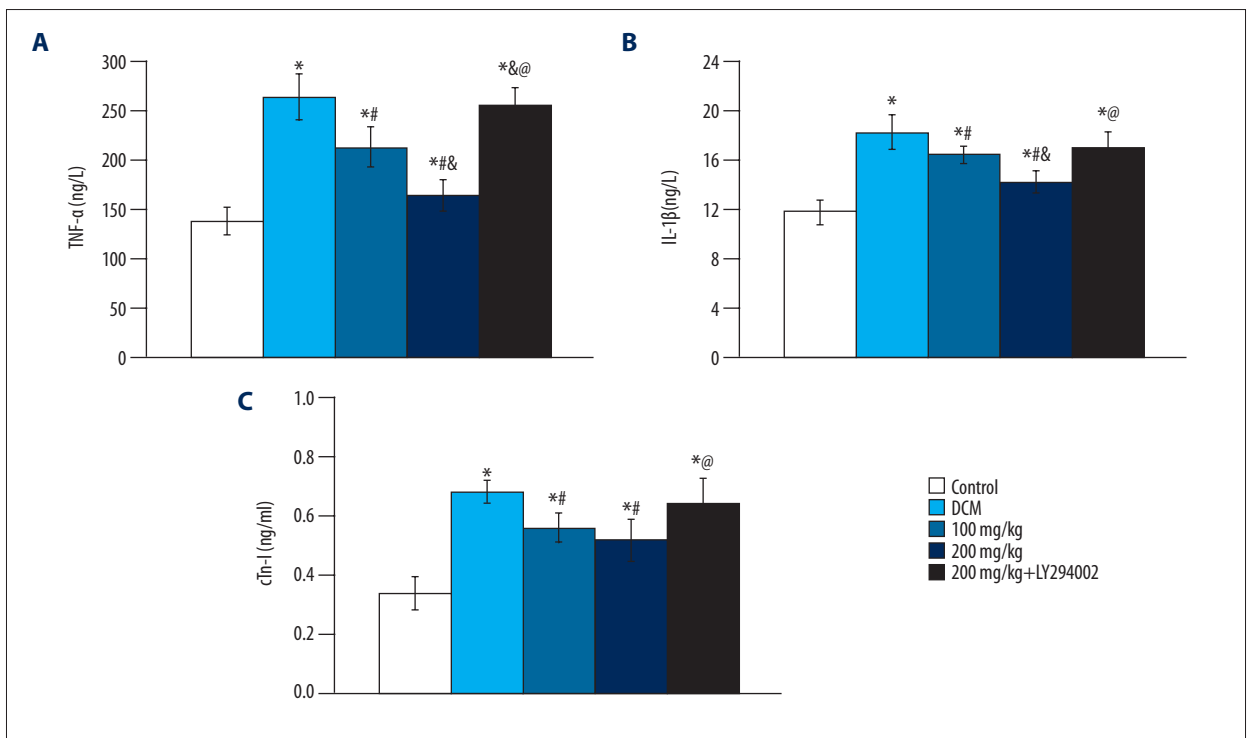 A
TNF-α (ng/L)
300
250
200
150
100
50
0
*
*#
*#&
*&@
B
IL-1β(ng/L)
24
20
16
12
8
4
0
*
*#
*#&
*@
C
cTn-I (ng/ml)
1.0
0.8
0.6
0.4
0.2
0.0
*
*#
*#
*@
Control
DCM
100 mg/kg
200 mg/kg
200 mg/kg+LY294002